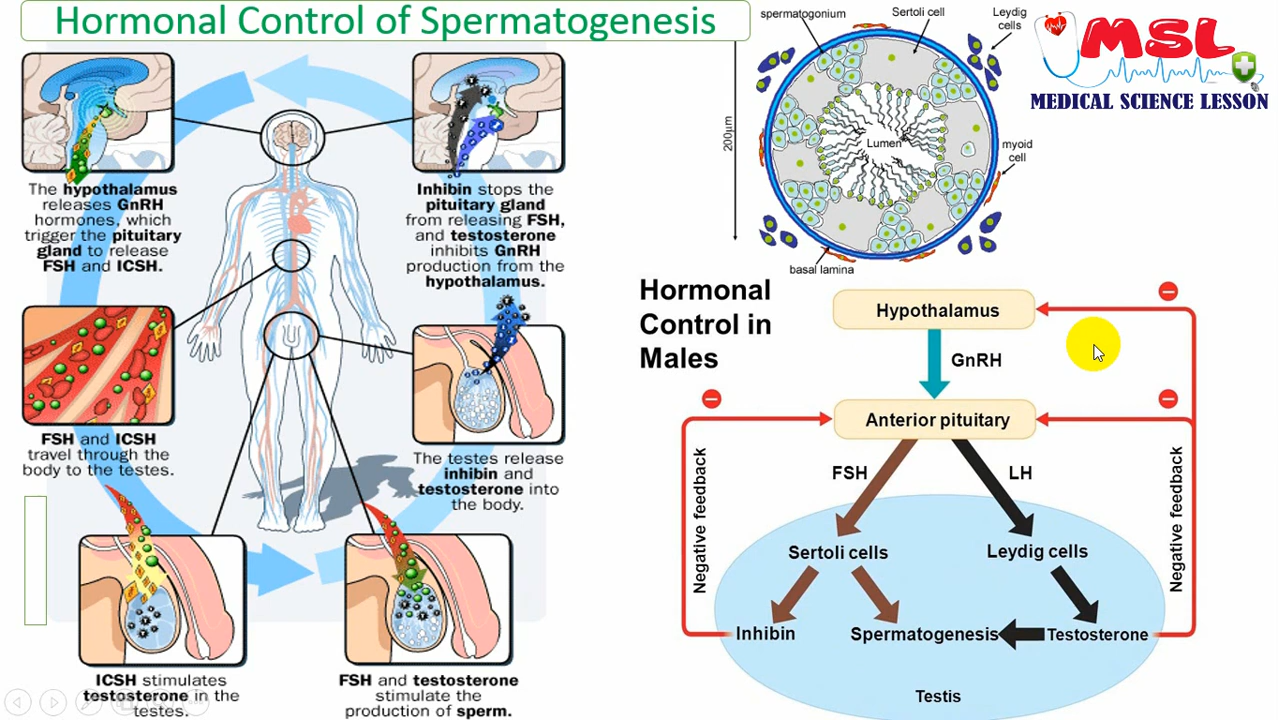 Hormonal Control of Spermatogenesis
The hypothalamus
releases GnRH
hormones, which
trigger the pituitary
gland to release
FSH and ICSH.
Inhibin stops the
pituitary gland
from releasing FSH,
and testosterone
inhibits GnRH
production from the
hypothalamus.
FSH and ICSH
travel through the
body to the testes.
The testes release
inhibin and
testosterone into
the body.
ICSH stimulates
testosterone in the
testes.
FSH and testosterone
stimulate the
production of sperm.
spermatogonium
Sertoli cell
Leydig
cells
200µm
Lumen
myoid
cell
basal lamina
MSL
MEDICAL SCIENCE LESSON
Hormonal
Control in
Males
Hypothalamus
GnRH
Anterior pituitary
FSH
LH
Negative feedback
Negative feedback
Sertoli cells
Leydig cells
Inhibin
Spermatogenesis
Testosterone
Testis